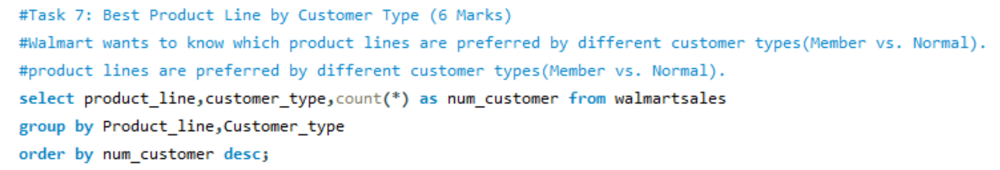 #Task 7: Best Product Line by Customer Type (6 Marks)
#Walmart wants to know which product lines are preferred by different customer types(Member vs. Normal).
#product lines are preferred by different customer types(Member vs. Normal).
select product_line,customer_type,count(*) as num_customer from walmartsales
group by Product_line,Customer_type
order by num_customer desc;